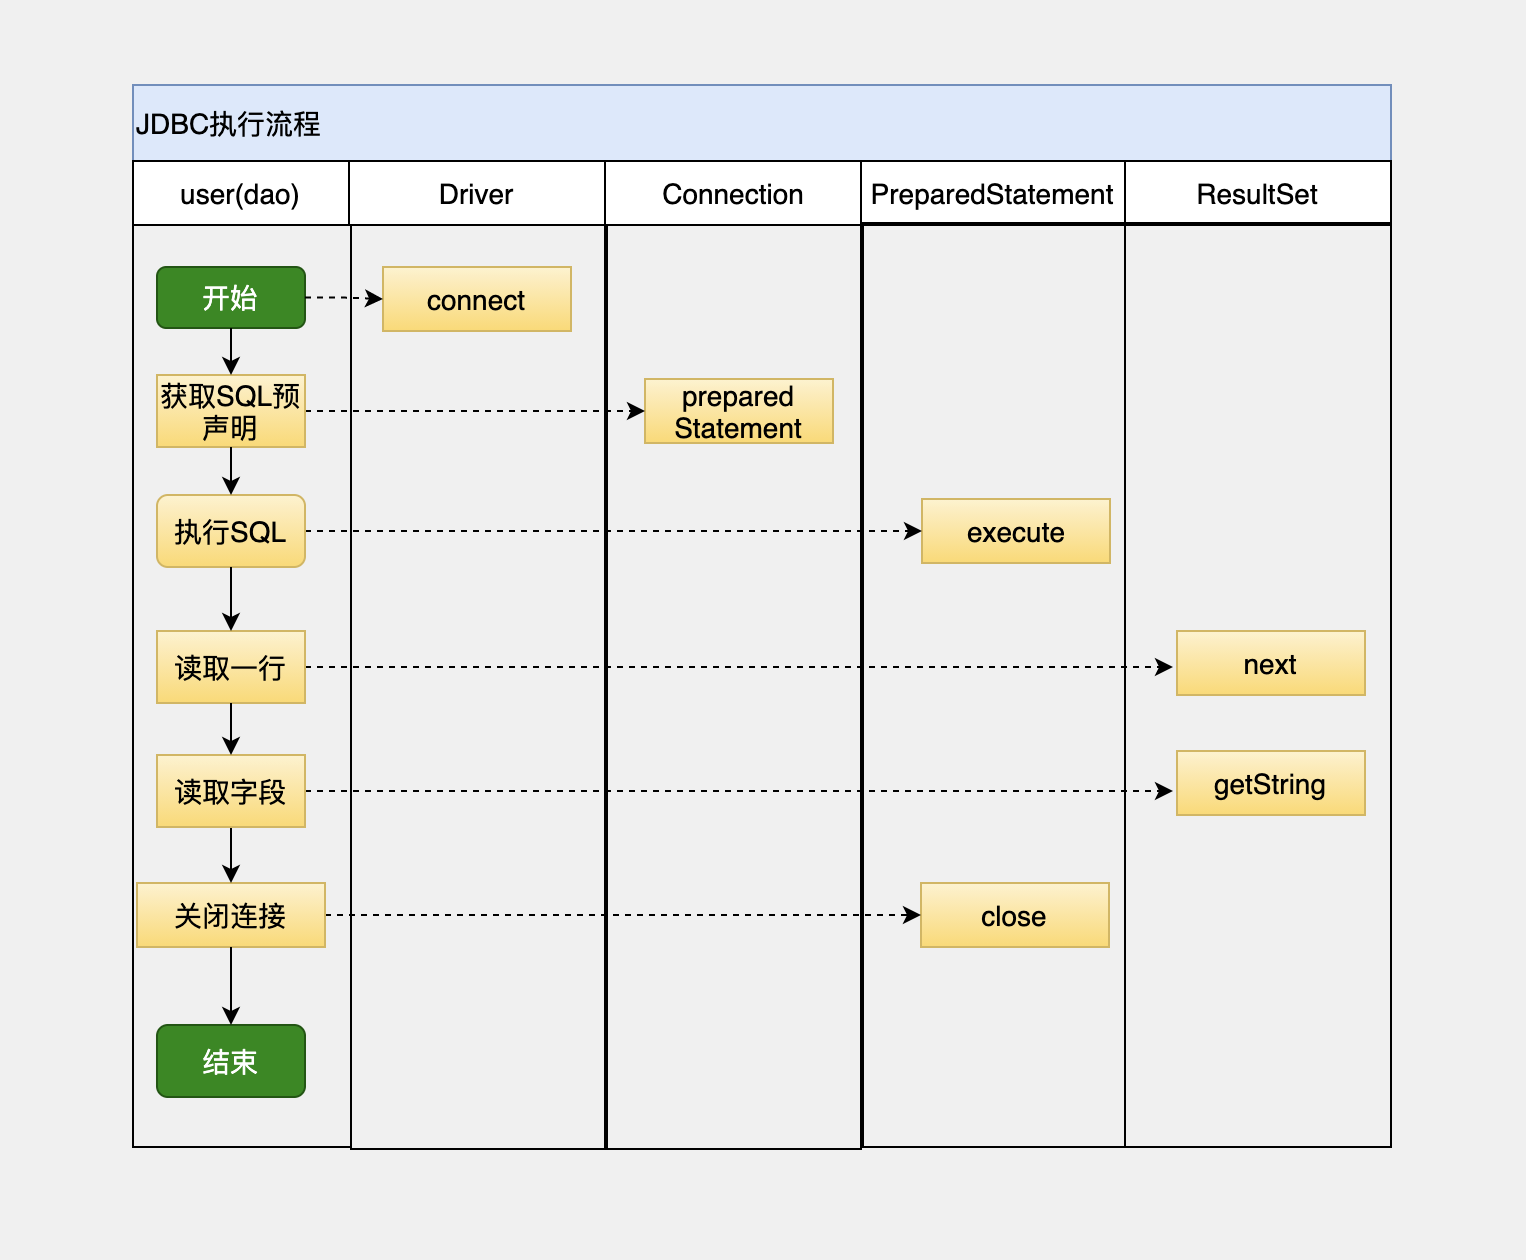 JDBC执行流程
user(dao)
Driver
Connection
PreparedStatement
ResultSet
开始
connect
获取SQL预
声明
prepared
Statement
执行SQL
execute
读取一行
next
读取字段
getString
关闭连接
close
结束